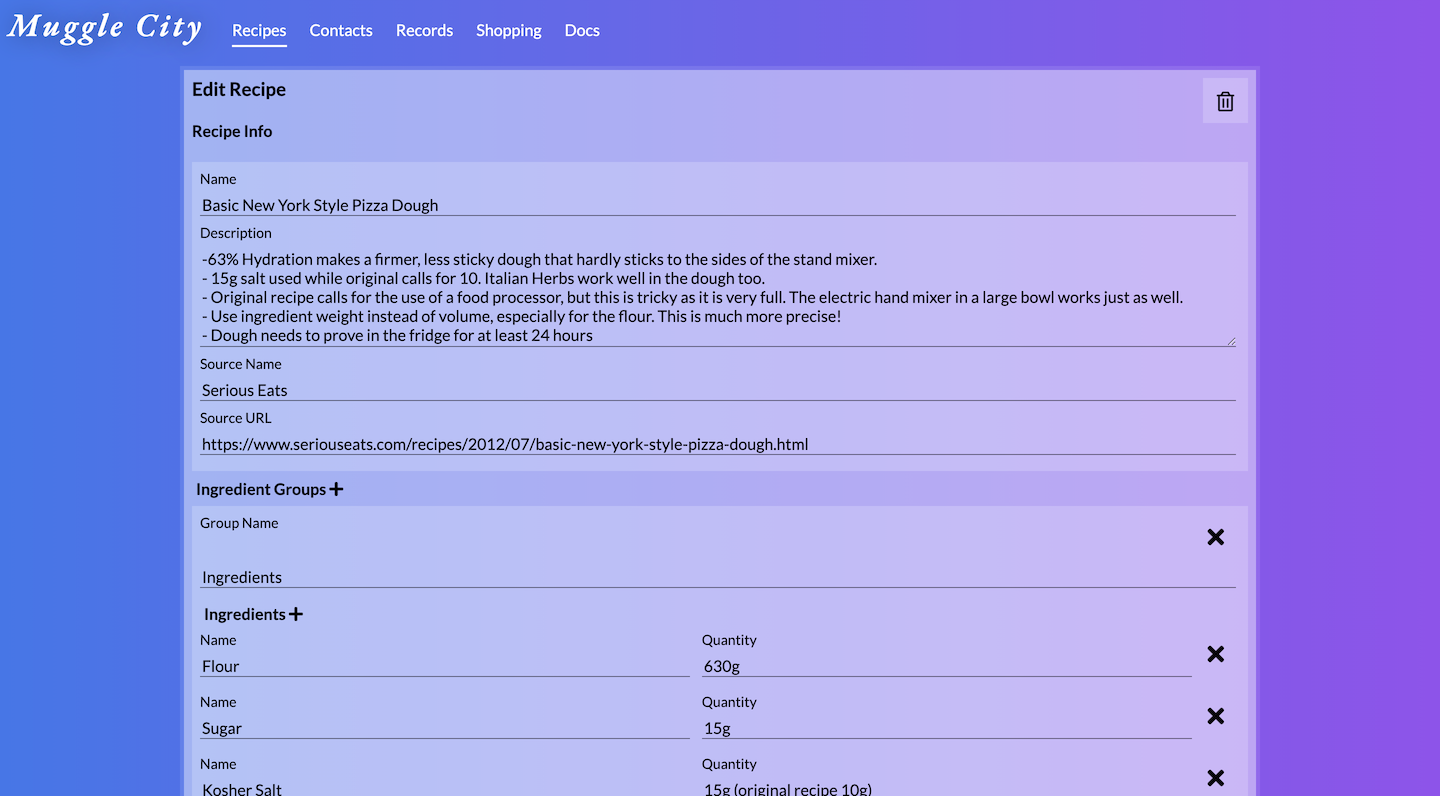 Muggle City
Recipes Contacts Records Shopping Docs
Edit Recipe
Recipe Info
Name
Basic New York Style Pizza Dough
Description
-63% Hydration makes a firmer, less sticky dough that hardly sticks to the sides of the stand mixer.
- 15g salt used while original calls for 10. Italian Herbs work well in the dough too.
- Original recipe calls for the use of a food processor, but this is tricky as it is very full. The electric hand mixer in a large bowl works just as well.
- Use ingredient weight instead of volume, especially for the flour. This is much more precise!
- Dough needs to prove in the fridge for at least 24 hours
Source Name
Serious Eats
Source URL
https://www.seriouseats.com/recipes/2012/07/basic-new-york-style-pizza-dough.html
Ingredient Groups
Group Name
Ingredients
Ingredients
Name Quantity
Flour 630g
Name Quantity
Sugar 15g
Name Quantity
Kosher Salt 15g (original recipe 10g)